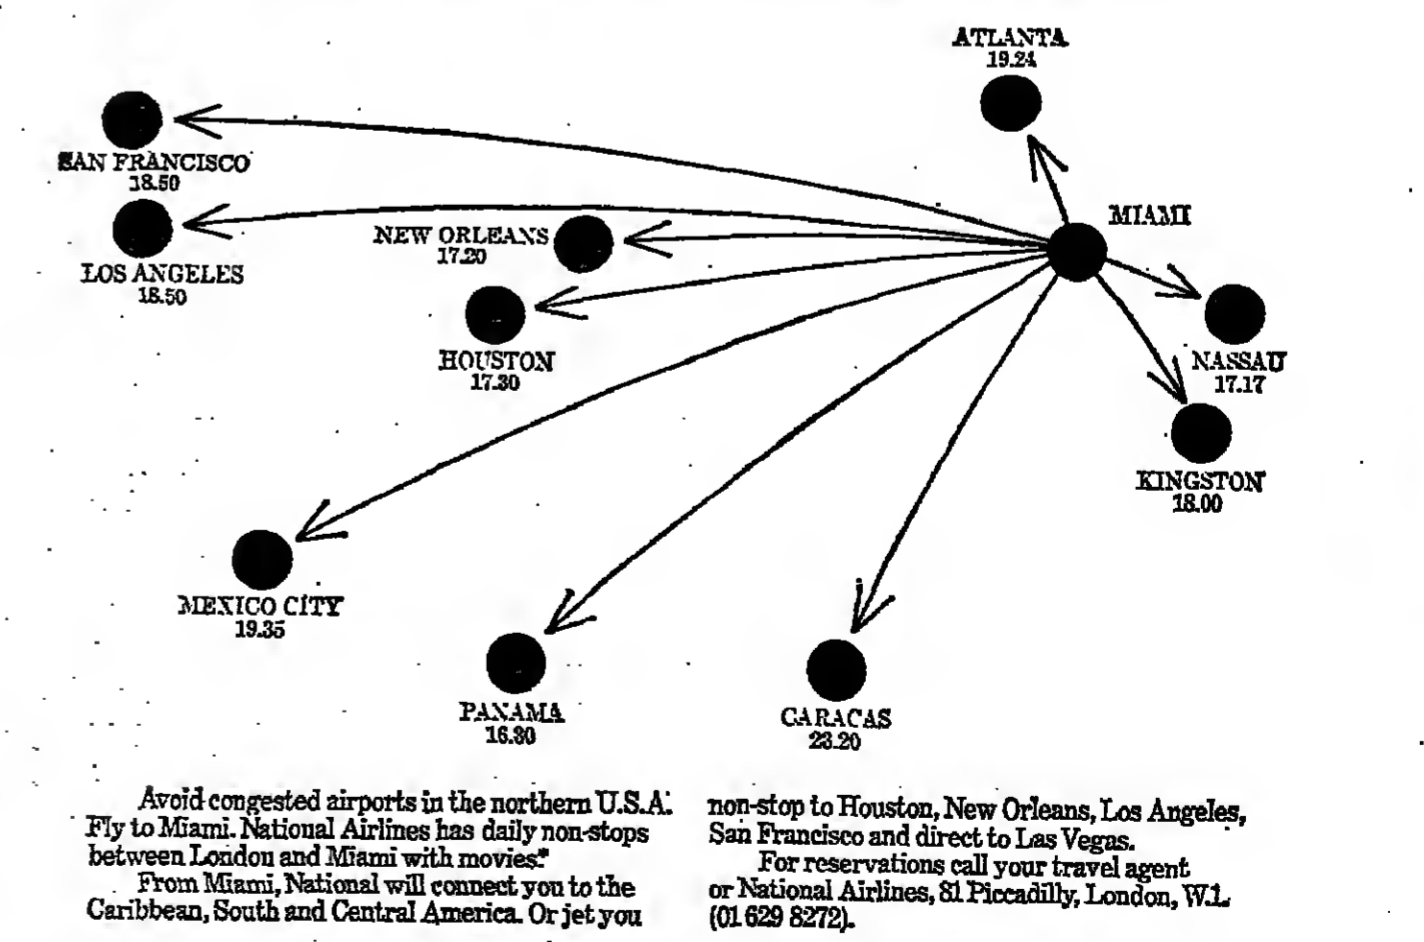 ATLANTA
19.24
SAN FRANCISCO
18.50
MIAMI
LOS ANGELES
18.50
NEW ORLEANS
17.20
HOUSTON
17.30
NASSAU
17.17
KINGSTON
18.00
MEXICO CITY
19.35
PANAMA
16.30
CARACAS
23.20
Avoid congested airports in the northern U.S.A.
Fly to Miami. National Airlines has daily non-stops
between London and Miami with movies.*
From Miami, National will connect you to the
Caribbean, South and Central America. Or jet you
non-stop to Houston, New Orleans, Los Angeles,
San Francisco and direct to Las Vegas.
For reservations call your travel agent
or National Airlines, 81 Piccadilly, London, W.1.
(01 629 8272).